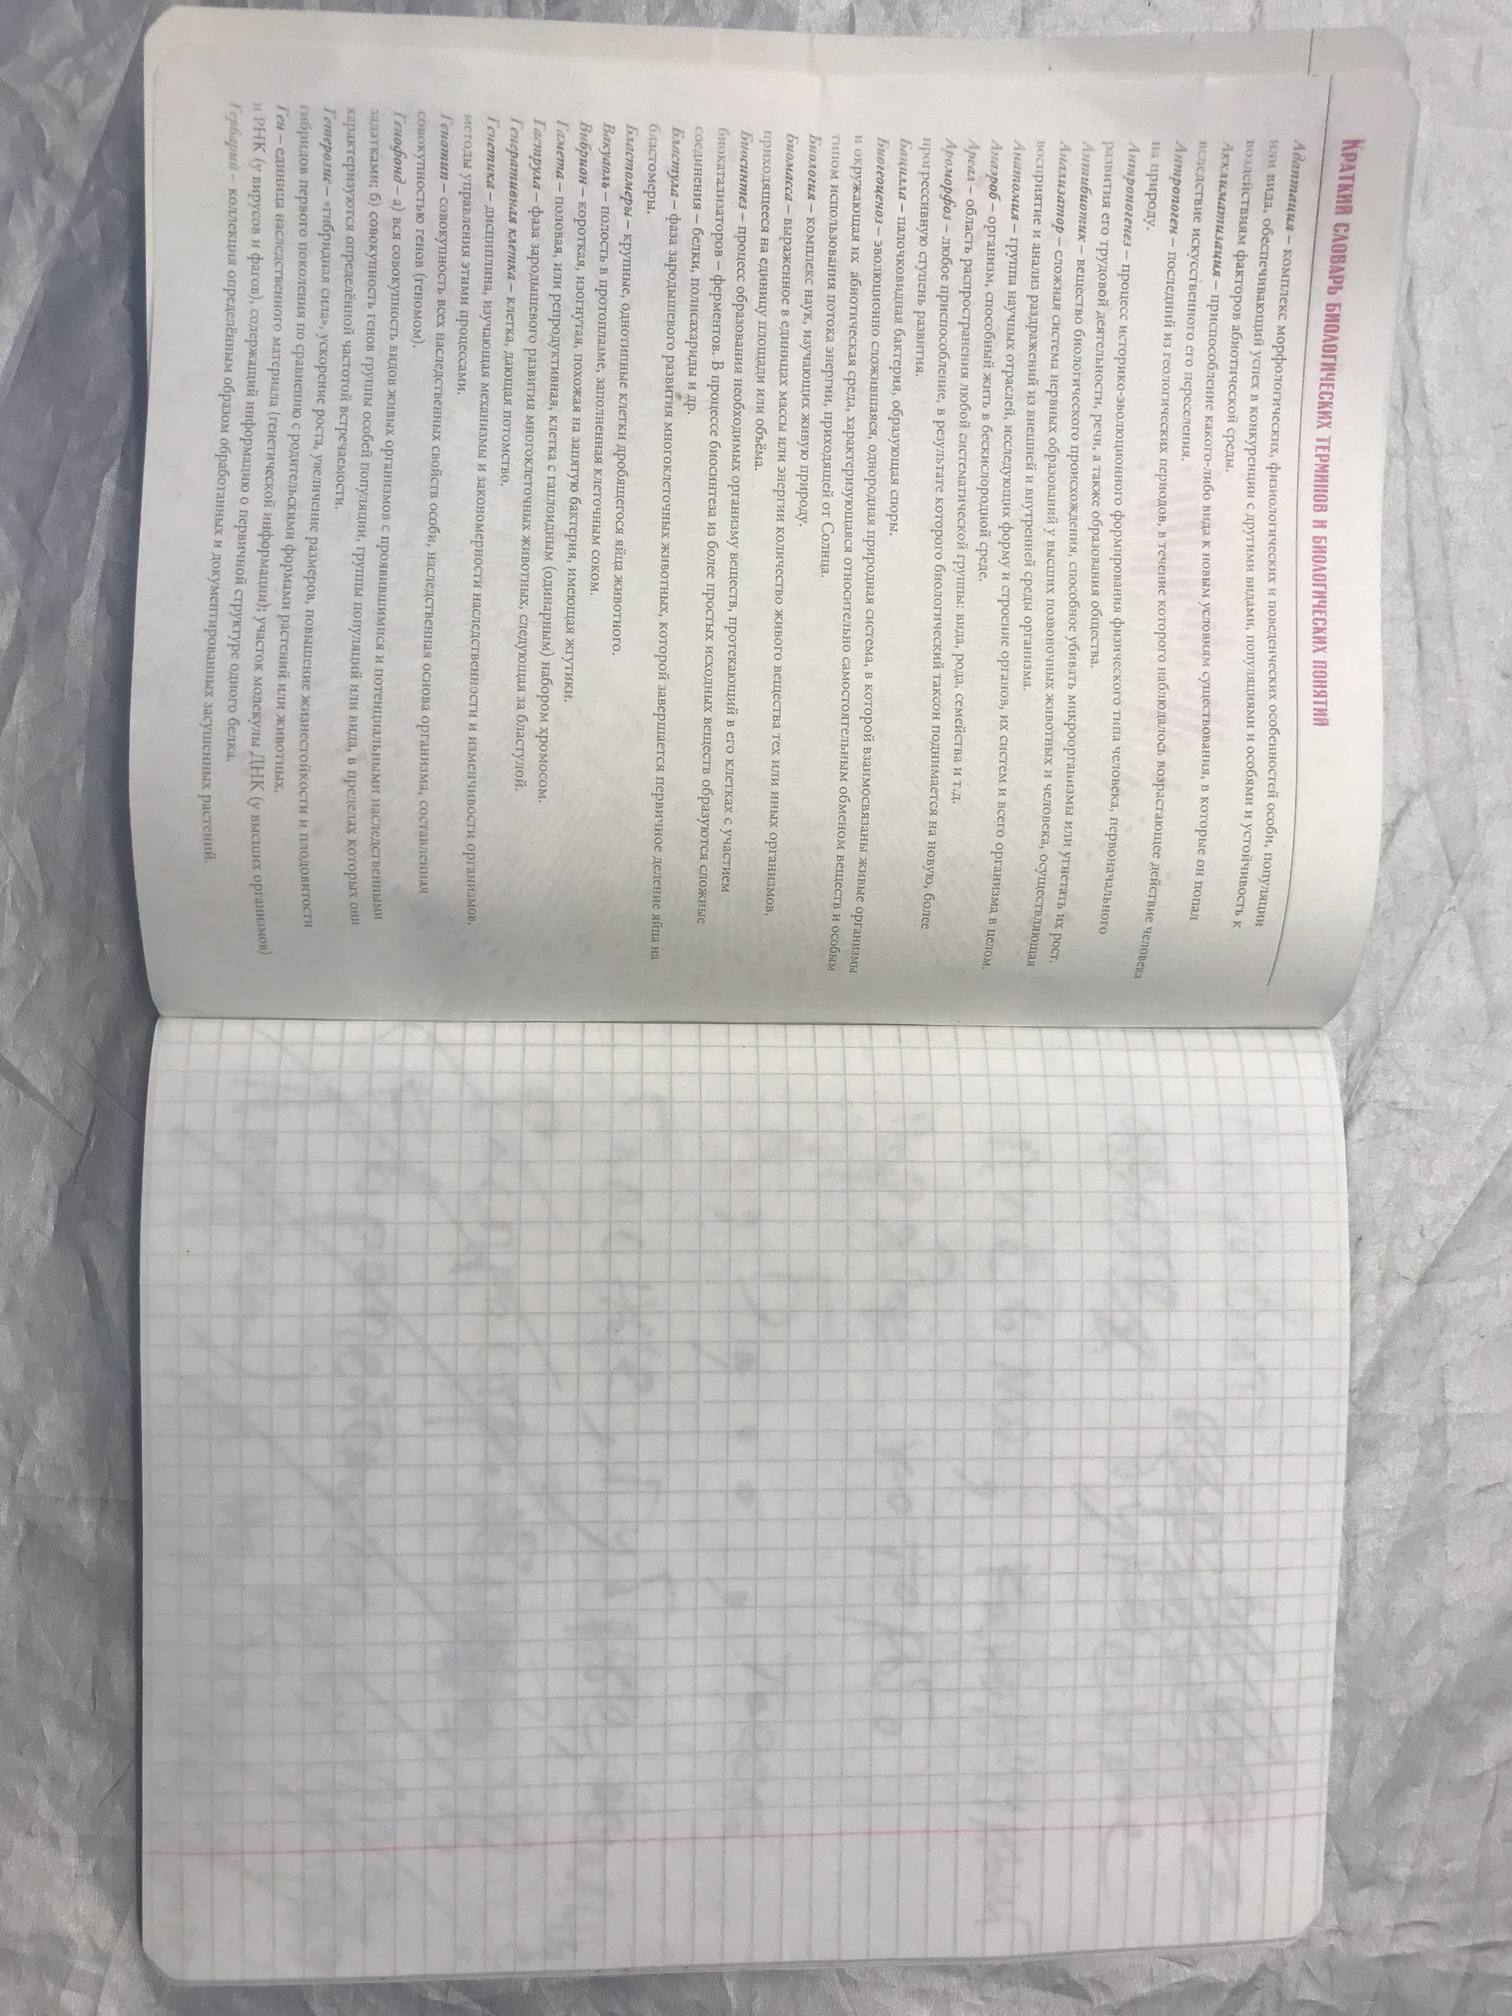 Краткий словарь биологических терминов и биологических понятий
Адаптация – комплекс морфологических, физиологических и поведенческих особенностей особи, популяции
или вида, обеспечивающий успех в конкуренции с другими видами, популяциями и особями и устойчивость к
воздействиям факторов абиотической среды.
Акклиматизация – приспособление какого-либо вида к новым условиям существования, в которые он попал
вследствие искусственного его переселения.
Антропоген – последний из геологических периодов, в течение которого наблюдалось возрастающее действие человека
на природу.
Антропогенез – процесс историко-эволюционного формирования физического типа человека, первоначального
развития его трудовой деятельности, речи, а также образования общества.
Антибиотик – вещество биологического происхождения, способное убивать микроорганизмы или угнетать их рост.
Анализатор – сложная система нервных образований у высших позвоночных животных и человека, осуществляющая
восприятие и анализ раздражений из внешней и внутренней среды организма.
Анатомия – группа научных отраслей, исследующих форму и строение органов, их систем и всего организма в целом.
Анаэроб – организм, способный жить в бескислородной среде.
Ареал – область распространения любой систематической группы: вида, рода, семейства и т.д.
Ароморфоз – любое приспособление, в результате которого биологический таксон поднимается на новую, более
прогрессивную ступень развития.
Бацилла – палочковидная бактерия, образующая споры.
Биогеоценоз – эволюционно сложившаяся, однородная природная система, в которой взаимосвязаны живые организмы
и окружающая их абиотическая среда, характеризующаяся относительно самостоятельным обменом веществ и особым
типом использования потока энергии, приходящей от Солнца.
Биология – комплекс наук, изучающих живую природу.
Биомасса – выраженное в единицах массы или энергии количество живого вещества тех или иных организмов,
приходящееся на единицу площади или объёма.
Биосинтез – процесс образования необходимых организму веществ, протекающий в его клетках с участием
биокатализаторов – ферментов. В процессе биосинтеза из более простых исходных веществ образуются сложные
соединения – белки, полисахариды и др.
Бластула – фаза зародышевого развития многоклеточных животных, которой завершается первичное деление яйца на
бластомеры.
Бластомеры – крупные, однотипные клетки дробящегося яйца животного.
Вакуоль – полость в протоплазме, заполненная клеточным соком.
Вибрион – короткая, изогнутая, похожая на запятую бактерия, имеющая жгутики.
Гамета – половая, или репродуктивная, клетка с гаплоидным (одинарным) набором хромосом.
Гаструла – фаза зародышевого развития многоклеточных животных, следующая за бластулой.
Генеративная клетка – клетка, дающая потомство.
Генетика – дисциплина, изучающая механизмы и закономерности наследственности и изменчивости организмов,
методы управления этими процессами.
Генотип – совокупность всех наследственных свойств особи, наследственная основа организма, составленная
совокупностью генов (геномом).
Генофонд – а) вся совокупность видов живых организмов с проявившимися и потенциальными наследственными
задатками; б) совокупность генов группы особей популяции, группы популяций или вида, в пределах которых они
характеризуются определённой частотой встречаемости.
Гетерозис – «гибридная сила», ускорение роста, увеличение размеров, повышение жизнестойкости и плодовитости
гибридов первого поколения по сравнению с родительскими формами растений или животных.
Ген – единица наследственного материала (генетической информации); участок молекулы ДНК (у высших организмов)
и РНК (у вирусов и фагов), содержащий информацию о первичной структуре одного белка.
Гербарий – коллекция определённым образом обработанных и документированных засушенных растений.